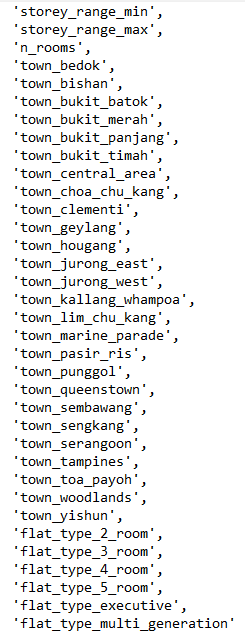 'storey_range_min',
'storey_range_max',
'n_rooms',
'town_bedok',
'town_bishan',
'town_bukit_batok',
'town_bukit_merah',
'town_bukit_panjang',
'town_bukit_timah',
'town_central_area',
'town_choa_chu_kang',
'town_clementi',
'town_geylang',
'town_hougang',
'town_jurong_east',
'town_jurong_west',
'town_kallang_whampoa',
'town_lim_chu_kang',
'town_marine_parade',
'town_pasir_ris',
'town_punggol',
'town_queenstown',
'town_sembawang',
'town_sengkang',
'town_serangoon',
'town_tampines',
'town_toa_payoh',
'town_woodlands',
'town_yishun',
'flat_type_2_room',
'flat_type_3_room',
'flat_type_4_room',
'flat_type_5_room',
'flat_type_executive',
'flat_type_multi_generation'